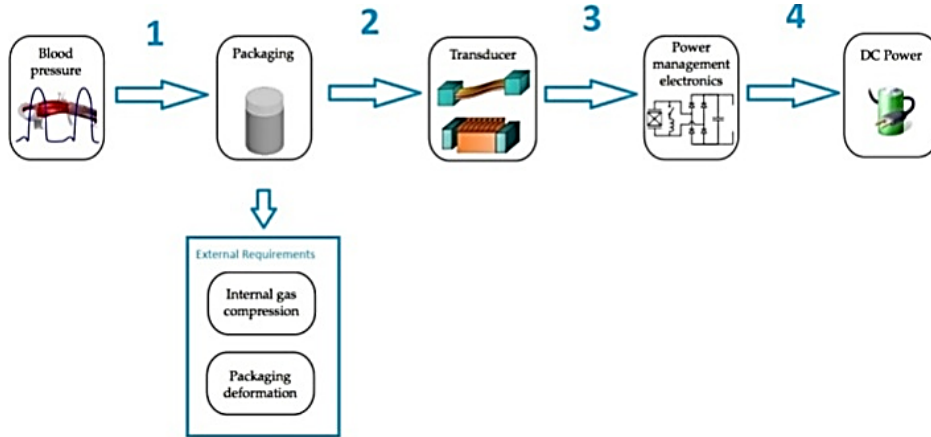 1
2
3
4
Blood
pressure
Packaging
Transducer
Power
management
electronics
DC Power
External Requirements
Internal gas
compression
Packaging
deformation